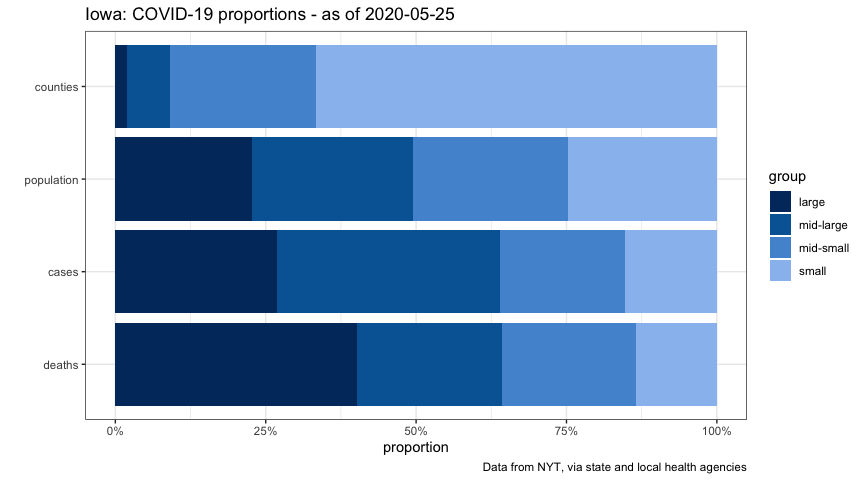 Iowa: COVID-19 proportions - as of 2020-05-25
counties
population
cases
deaths
0% 25% 50% 75% 100%
proportion
group
large
mid-large
mid-small
small
Data from NYT, via state and local health agencies